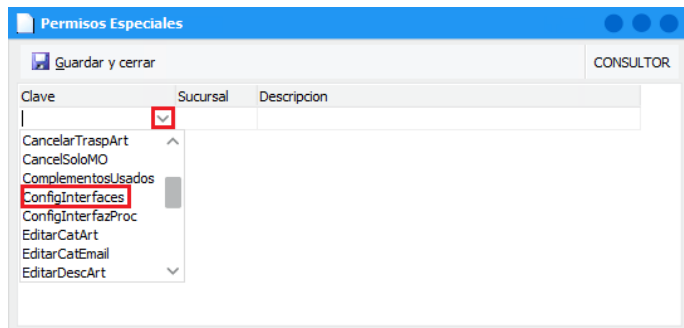 Permisos Especiales
Guardar y cerrar CONSULTOR
Clave Sucursal Descripcion
CancelarTraspArt
CancelSoloMO
ComplementosUsados
ConfigInterfaces
ConfigInterfazProc
EditarCatArt
EditarCatEmail
EditarDescArt